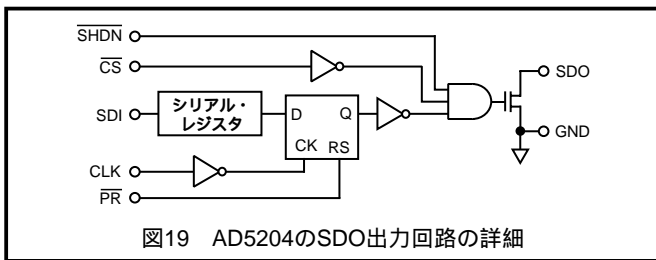 SHDN
CS
SDI
シリアル・
レジスタ
D
Q
CK
RS
CLK
PR
SDO
GND
図19 AD5204のSDO出力回路の詳細